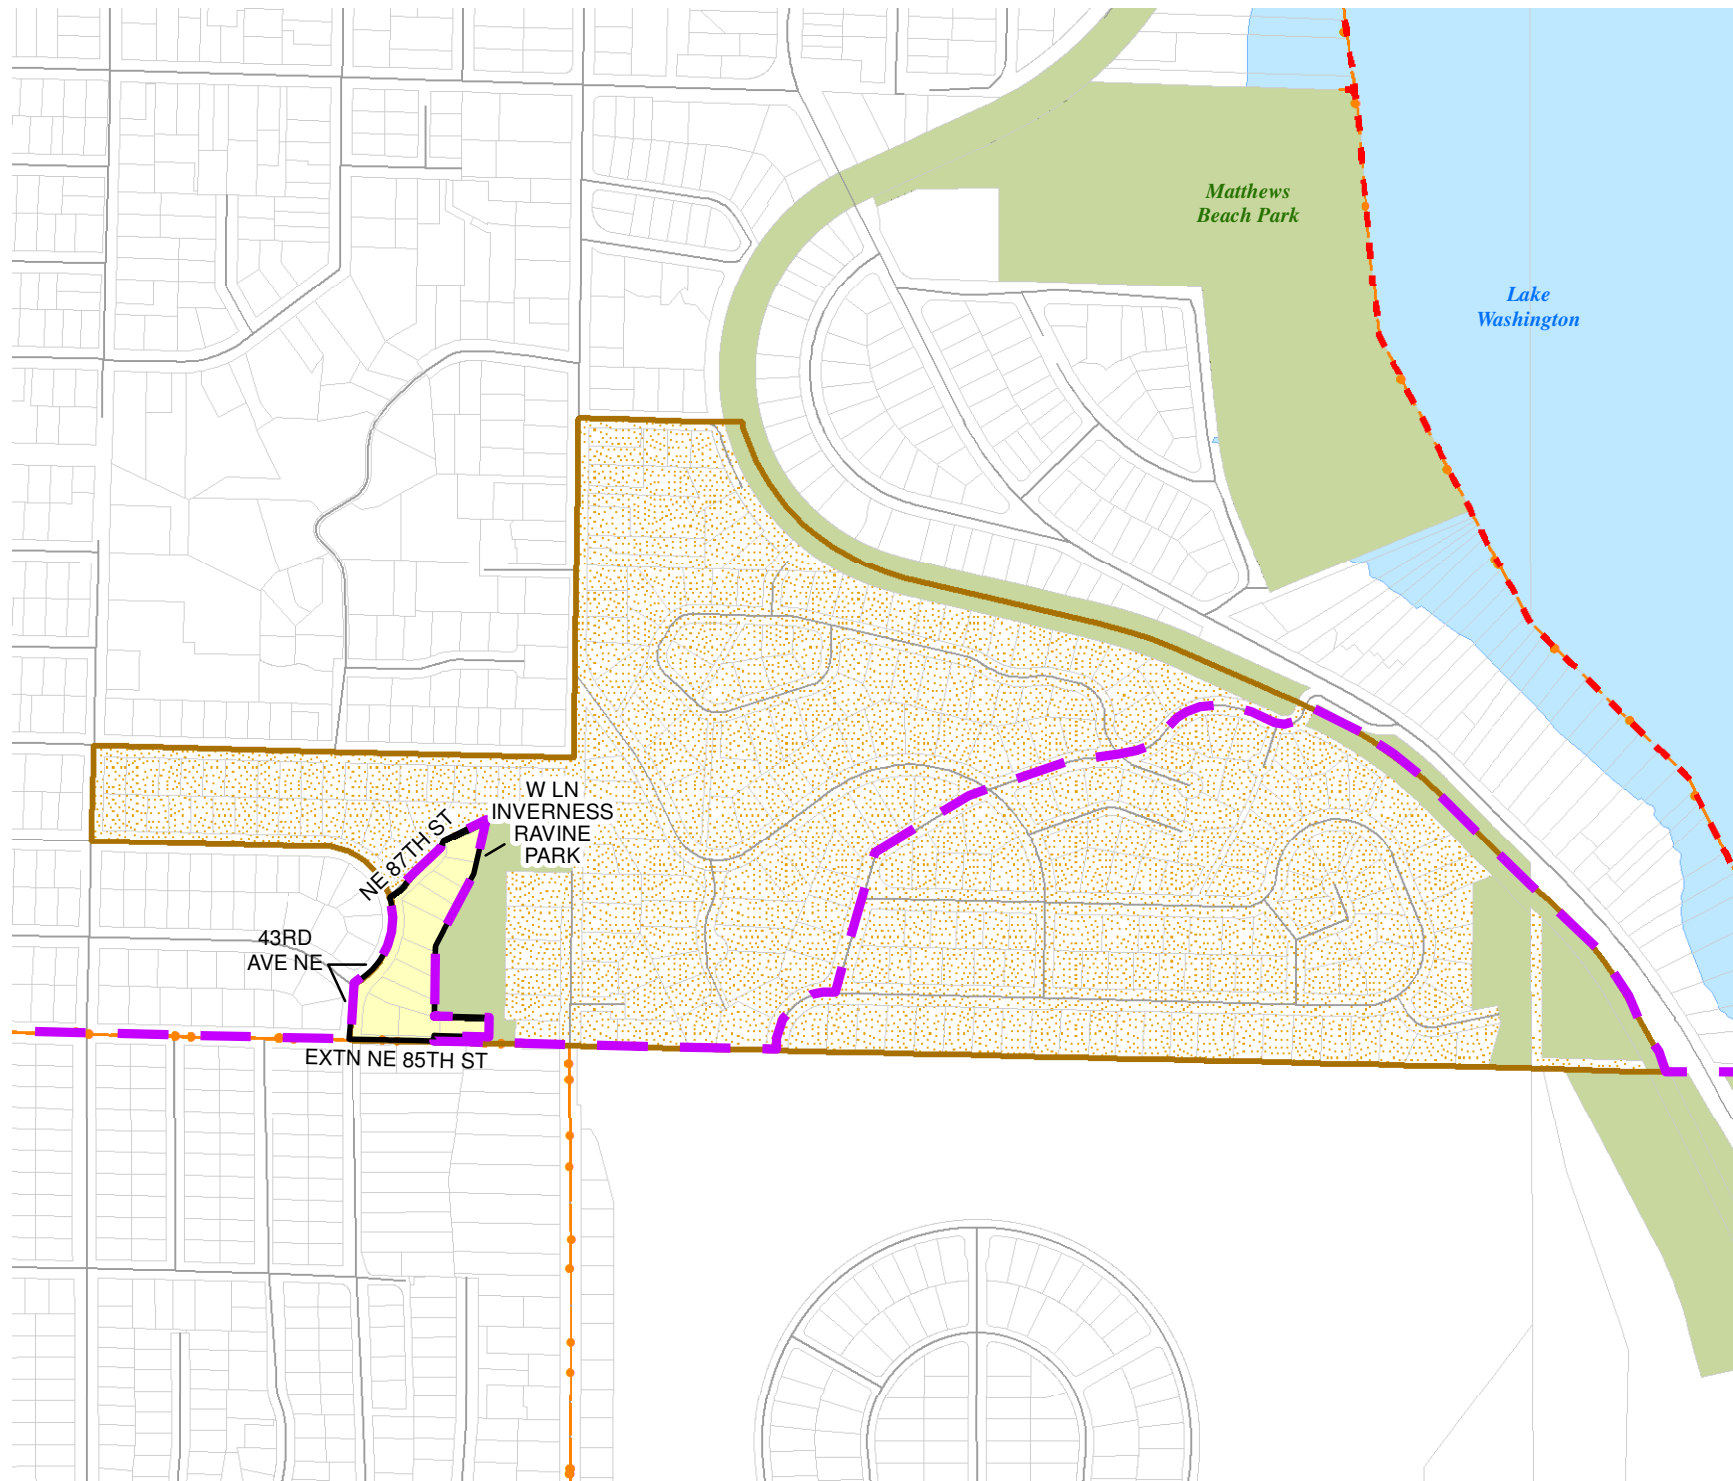 Matthews
Beach Park
Lake
Washington
W LN
INVERNESS
RAVINE
PARK
NE 87TH ST
43RD
AVE NE
EXTN NE 85TH ST